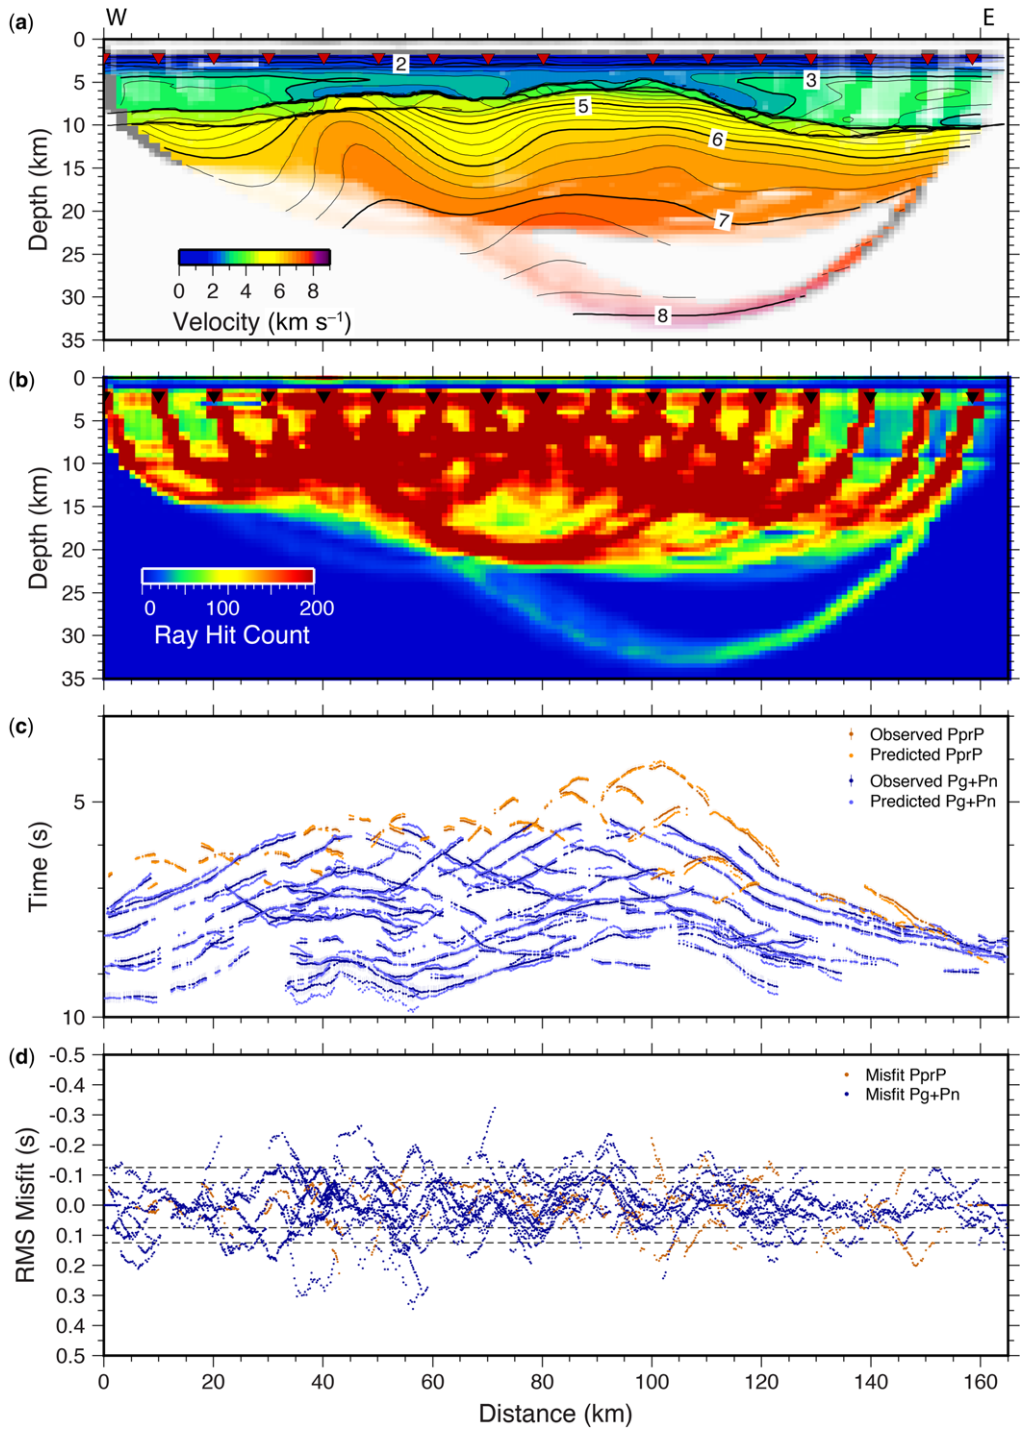 W E
(a)
0
5
10
15
20
25
30
35
Depth (km)
2
3
5
6
7
8
0 2 4 6 8
Velocity (km s⁻¹)
(b)
0
5
10
15
20
25
30
35
Depth (km)
0 100 200
Ray Hit Count
(c)
5
10
Time (s)
Observed PprP
Predicted PprP
Observed Pg+Pn
Predicted Pg+Pn
(d)
-0.5
-0.4
-0.3
-0.2
-0.1
0.0
0.1
0.2
0.3
0.4
0.5
RMS Misfit (s)
Misfit PprP
Misfit Pg+Pn
0 20 40 60 80 100 120 140 160
Distance (km)